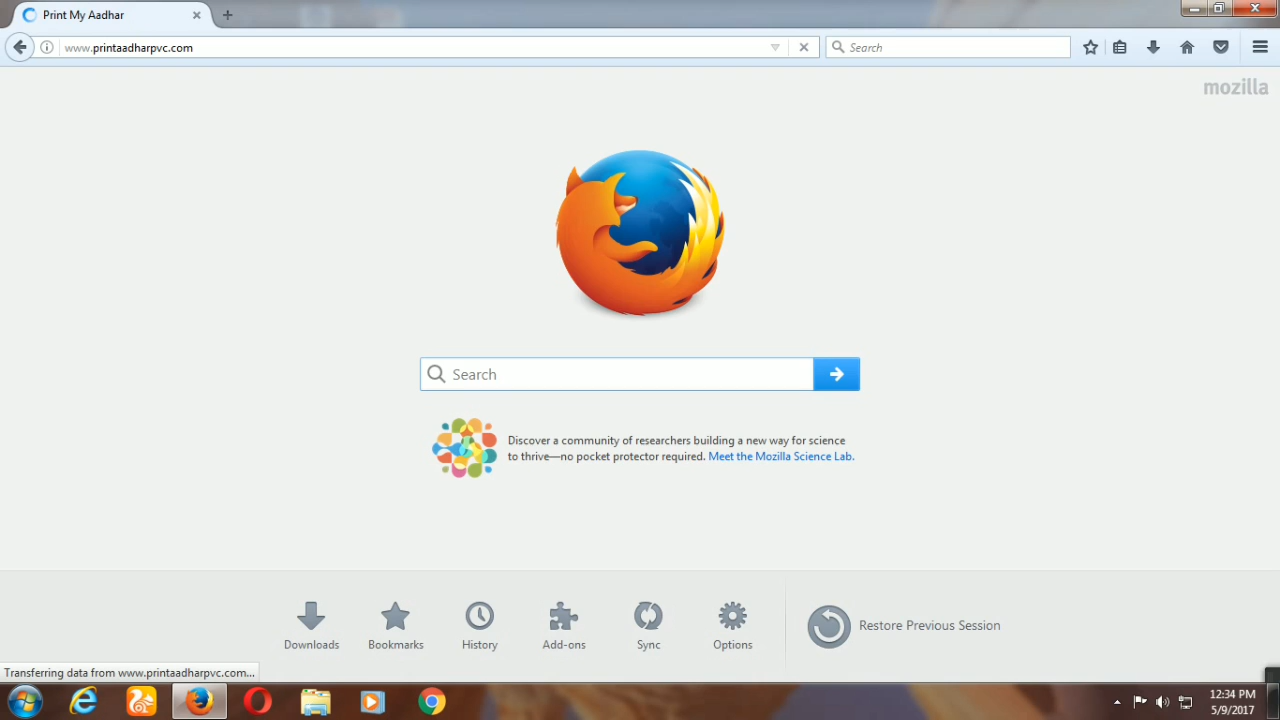 Print My Aadhar
www.printaadharpvc.com
Search
mozilla
Search
Discover a community of researchers building a new way for science
to thrive—no pocket protector required. Meet the Mozilla Science Lab.
Downloads
Bookmarks
History
Add-ons
Sync
Options
Restore Previous Session
Transferring data from www.printaadharpvc.com...
12:34 PM
5/9/2017